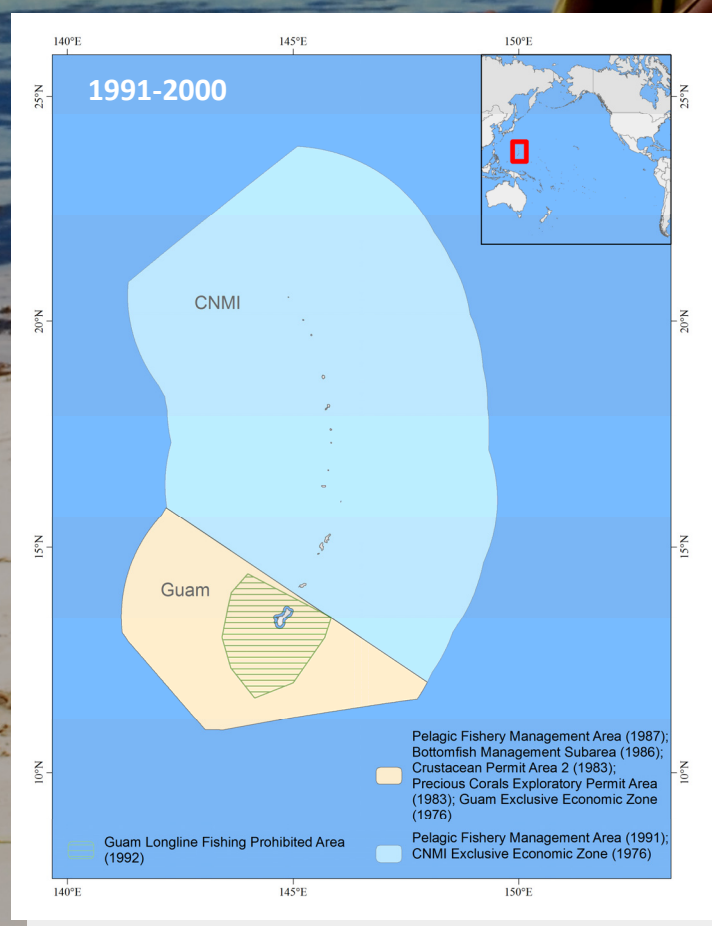 140°E 145°E 150°E
1991-2000
25°N 25°N
CNMI
20°N 20°N
15°N 15°N
Guam
10°N 10°N
Pelagic Fishery Management Area (1987);
Bottomfish Management Subarea (1986);
Crustacean Permit Area 2 (1983);
Precious Corals Exploratory Permit Area
(1983); Guam Exclusive Economic Zone
(1976)
Guam Longline Fishing Prohibited Area
(1992)
Pelagic Fishery Management Area (1991);
CNMI Exclusive Economic Zone (1976)
140°E 145°E 150°E